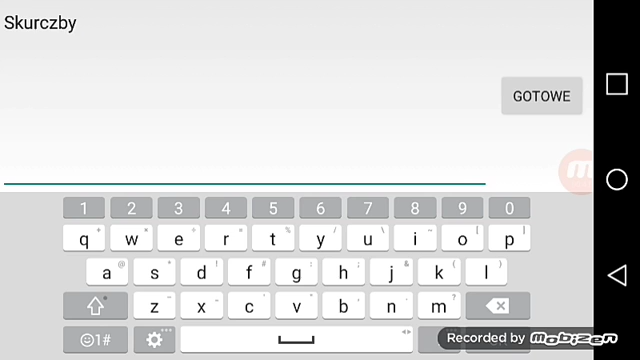 Skurczby
GOTOWE
1 2 3 4 5 6 7 8 9 0
q w e r t y u i o p
a s d f g h j k l
z x c v b n m
1#
Recorded by mobizen